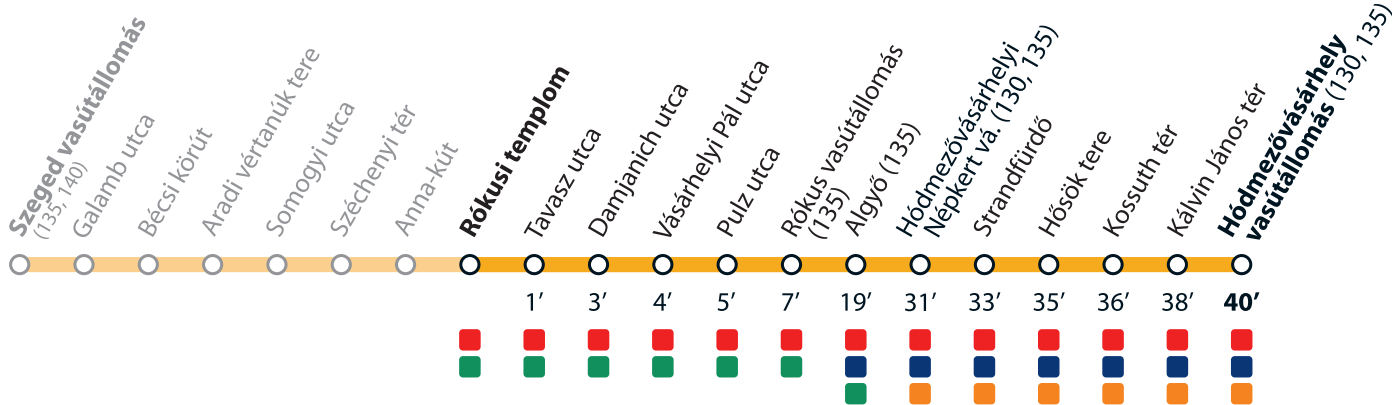 Szeged vasútállomás
(135, 140)
Galamb utca
Bécsi körút
Aradi vértanúk tere
Somogyi utca
Széchenyi tér
Anna-kút
Rókusi templom
Tavasz utca
Damjanich utca
Vásárhelyi Pál utca
Pulz utca
Rókus vasútállomás
(135)
Algyő (135)
Hódmezővásárhelyi
Népkert vá. (130, 135)
Strandfürdő
Hősök tere
Kossuth tér
Kálvin János tér
Hódmezővásárhely
vasútállomás (130, 135)
1’ 3’ 4’ 5’ 7’ 19’ 31’ 33’ 35’ 36’ 38’ 40’